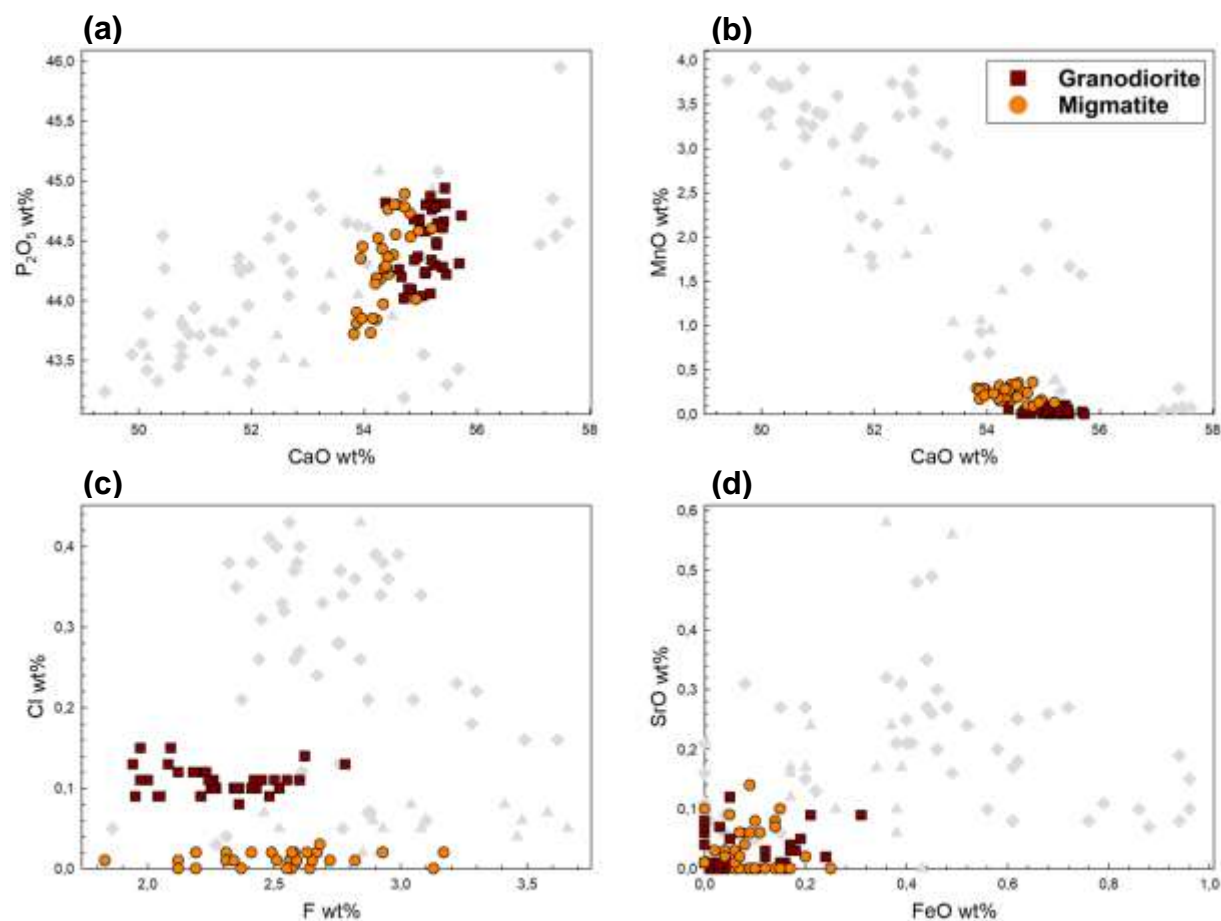 (a)
46,0
45,5
45,0
44,5
44,0
43,5
P₂O₅ wt%
50 52 54 56 58
CaO wt%
(b)
Granodiorite
Migmatite
4,0
3,5
3,0
2,5
2,0
1,5
1,0
0,5
0,0
MnO wt%
50 52 54 56 58
CaO wt%
(c)
0,4
0,3
0,2
0,1
0,0
Cl wt%
2,0 2,5 3,0 3,5
F wt%
(d)
0,6
0,5
0,4
0,3
0,2
0,1
0,0
SrO wt%
0,0 0,2 0,4 0,6 0,8 1,0
FeO wt%